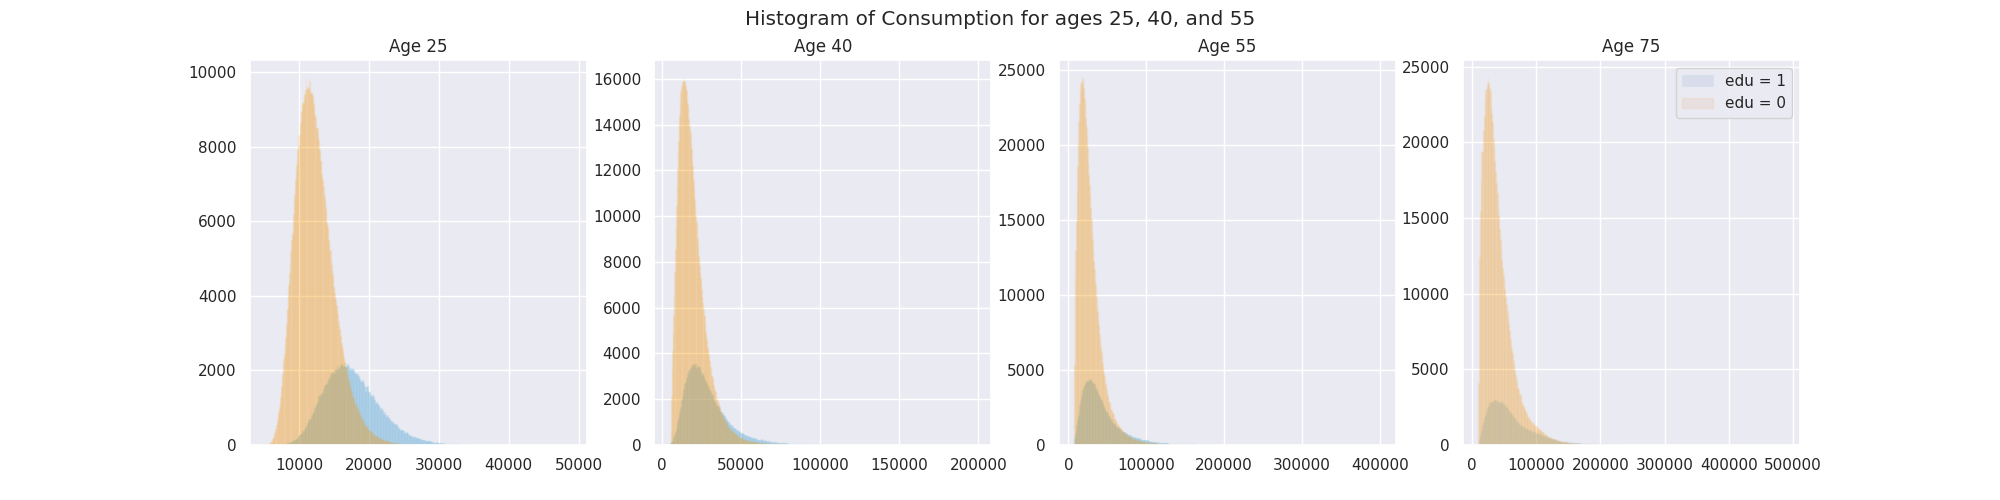 Histogram of Consumption for ages 25, 40, and 55
Age 25
10000
8000
6000
4000
2000
0
10000 20000 30000 40000 50000
Age 40
16000
14000
12000
10000
8000
6000
4000
2000
0
0 50000 100000 150000 200000
Age 55
25000
20000
15000
10000
5000
0
0 100000 200000 300000 400000
Age 75
25000
20000
15000
10000
5000
0
0 100000 200000 300000 400000 500000
edu = 1
edu = 0